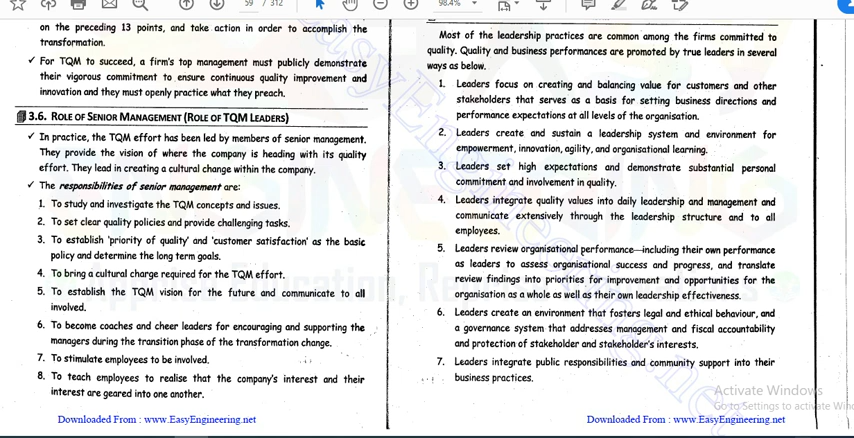 59 / 312
98.4%
on the preceding 13 points, and take action in order to accomplish the
transformation.
✓ For TQM to succeed, a firm's top management must publicly demonstrate
their vigorous commitment to ensure continuous quality improvement and
innovation and they must openly practice what they preach.
3.6. ROLE OF SENIOR MANAGEMENT (ROLE OF TQM LEADERS)
✓ In practice, the TQM effort has been led by members of senior management.
They provide the vision of where the company is heading with its quality
effort. They lead in creating a cultural change within the company.
✓ The responsibilities of senior management are:
1. To study and investigate the TQM concepts and issues.
2. To set clear quality policies and provide challenging tasks.
3. To establish 'priority of quality' and 'customer satisfaction' as the basic
policy and determine the long term goals.
4. To bring a cultural charge required for the TQM effort.
5. To establish the TQM vision for the future and communicate to all
involved.
6. To become coaches and cheer leaders for encouraging and supporting the
managers during the transition phase of the transformation change.
7. To stimulate employees to be involved.
8. To teach employees to realise that the company's interest and their
interest are geared into one another.
Downloaded From : www.EasyEngineering.net
Most of the leadership practices are common among the firms committed to
quality. Quality and business performances are promoted by true leaders in several
ways as below.
1. Leaders focus on creating and balancing value for customers and other
stakeholders that serves as a basis for setting business directions and
performance expectations at all levels of the organisation.
2. Leaders create and sustain a leadership system and environment for
empowerment, innovation, agility, and organisational learning.
3. Leaders set high expectations and demonstrate substantial personal
commitment and involvement in quality.
4. Leaders integrate quality values into daily leadership and management and
communicate extensively through the leadership structure and to all
employees.
5. Leaders review organisational performance—including their own performance
as leaders to assess organisational success and progress, and translate
review findings into priorities for improvement and opportunities for the
organisation as a whole as well as their own leadership effectiveness.
6. Leaders create an environment that fosters legal and ethical behaviour, and
a governance system that addresses management and fiscal accountability
and protection of stakeholder and stakeholder's interests.
7. Leaders integrate public responsibilities and community support into their
business practices.
Activate Windows
Go to Settings to activate Win
Downloaded From : www.EasyEngineering.net